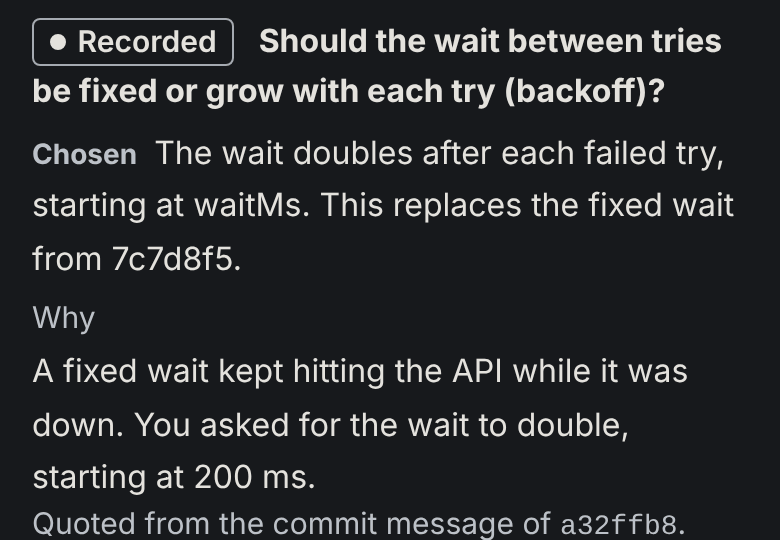 Recorded Should the wait between tries
be fixed or grow with each try (backoff)?
Chosen The wait doubles after each failed try,
starting at waitMs. This replaces the fixed wait
from 7c7d8f5.
Why
A fixed wait kept hitting the API while it was
down. You asked for the wait to double,
starting at 200 ms.
Quoted from the commit message of a32ffb8.